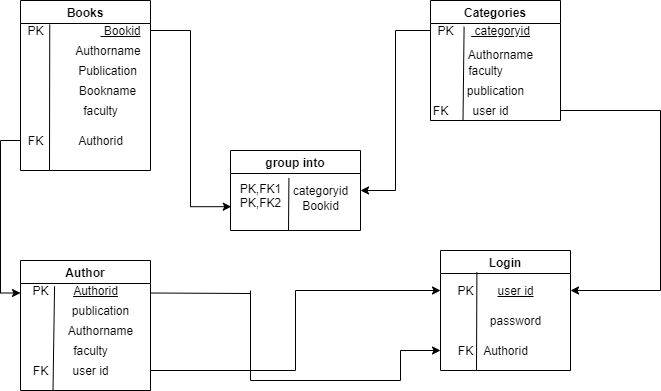 Books
PK Bookid
Authorname
Publication
Bookname
faculty
FK Authorid
Categories
PK categoryid
Authorname
faculty
publication
FK user id
group into
PK,FK1 categoryid
PK,FK2 Bookid
Author
PK Authorid
publication
Authorname
faculty
FK user id
Login
PK user id
password
FK Authorid